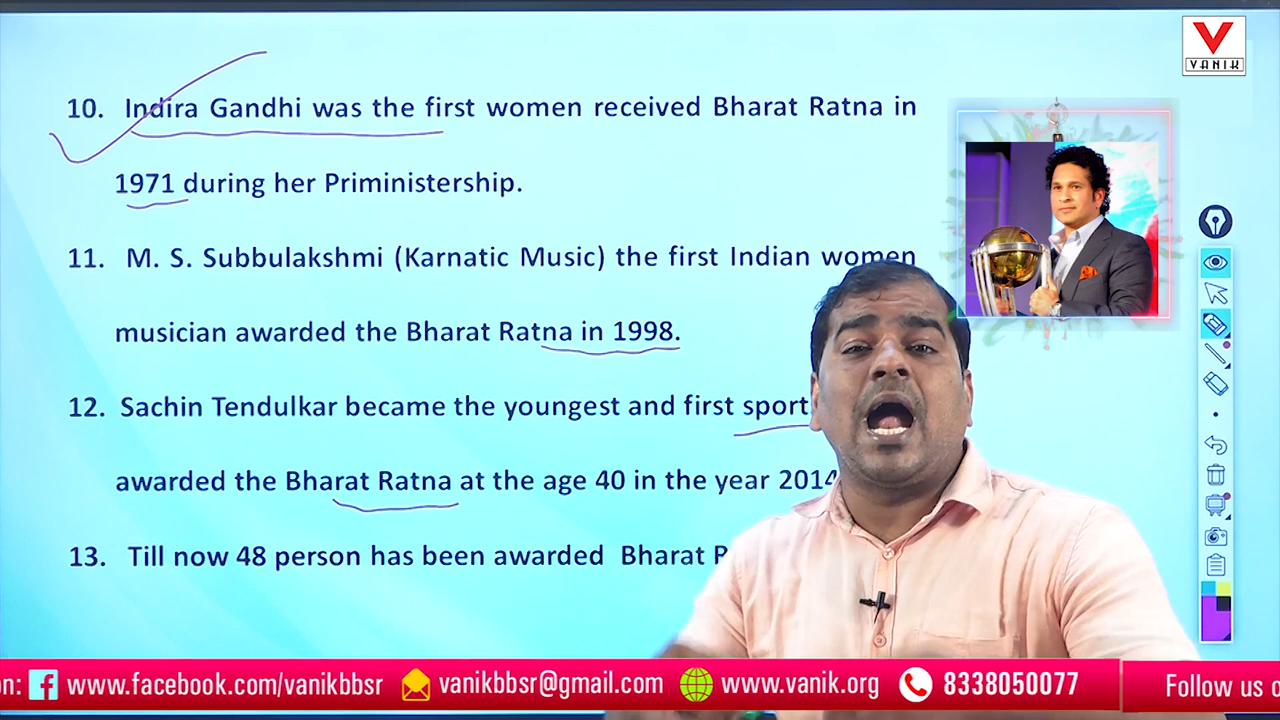 VANIK
10. Indira Gandhi was the first women received Bharat Ratna in
1971 during her Priministership.
11. M. S. Subbulakshmi (Karnatic Music) the first Indian women
musician awarded the Bharat Ratna in 1998.
12. Sachin Tendulkar became the youngest and first sport
awarded the Bharat Ratna at the age 40 in the year 2014
13. Till now 48 person has been awarded Bharat
on: www.facebook.com/vanikbbsr vanikbbsr@gmail.com www.vanik.org 8338050077 Follow us